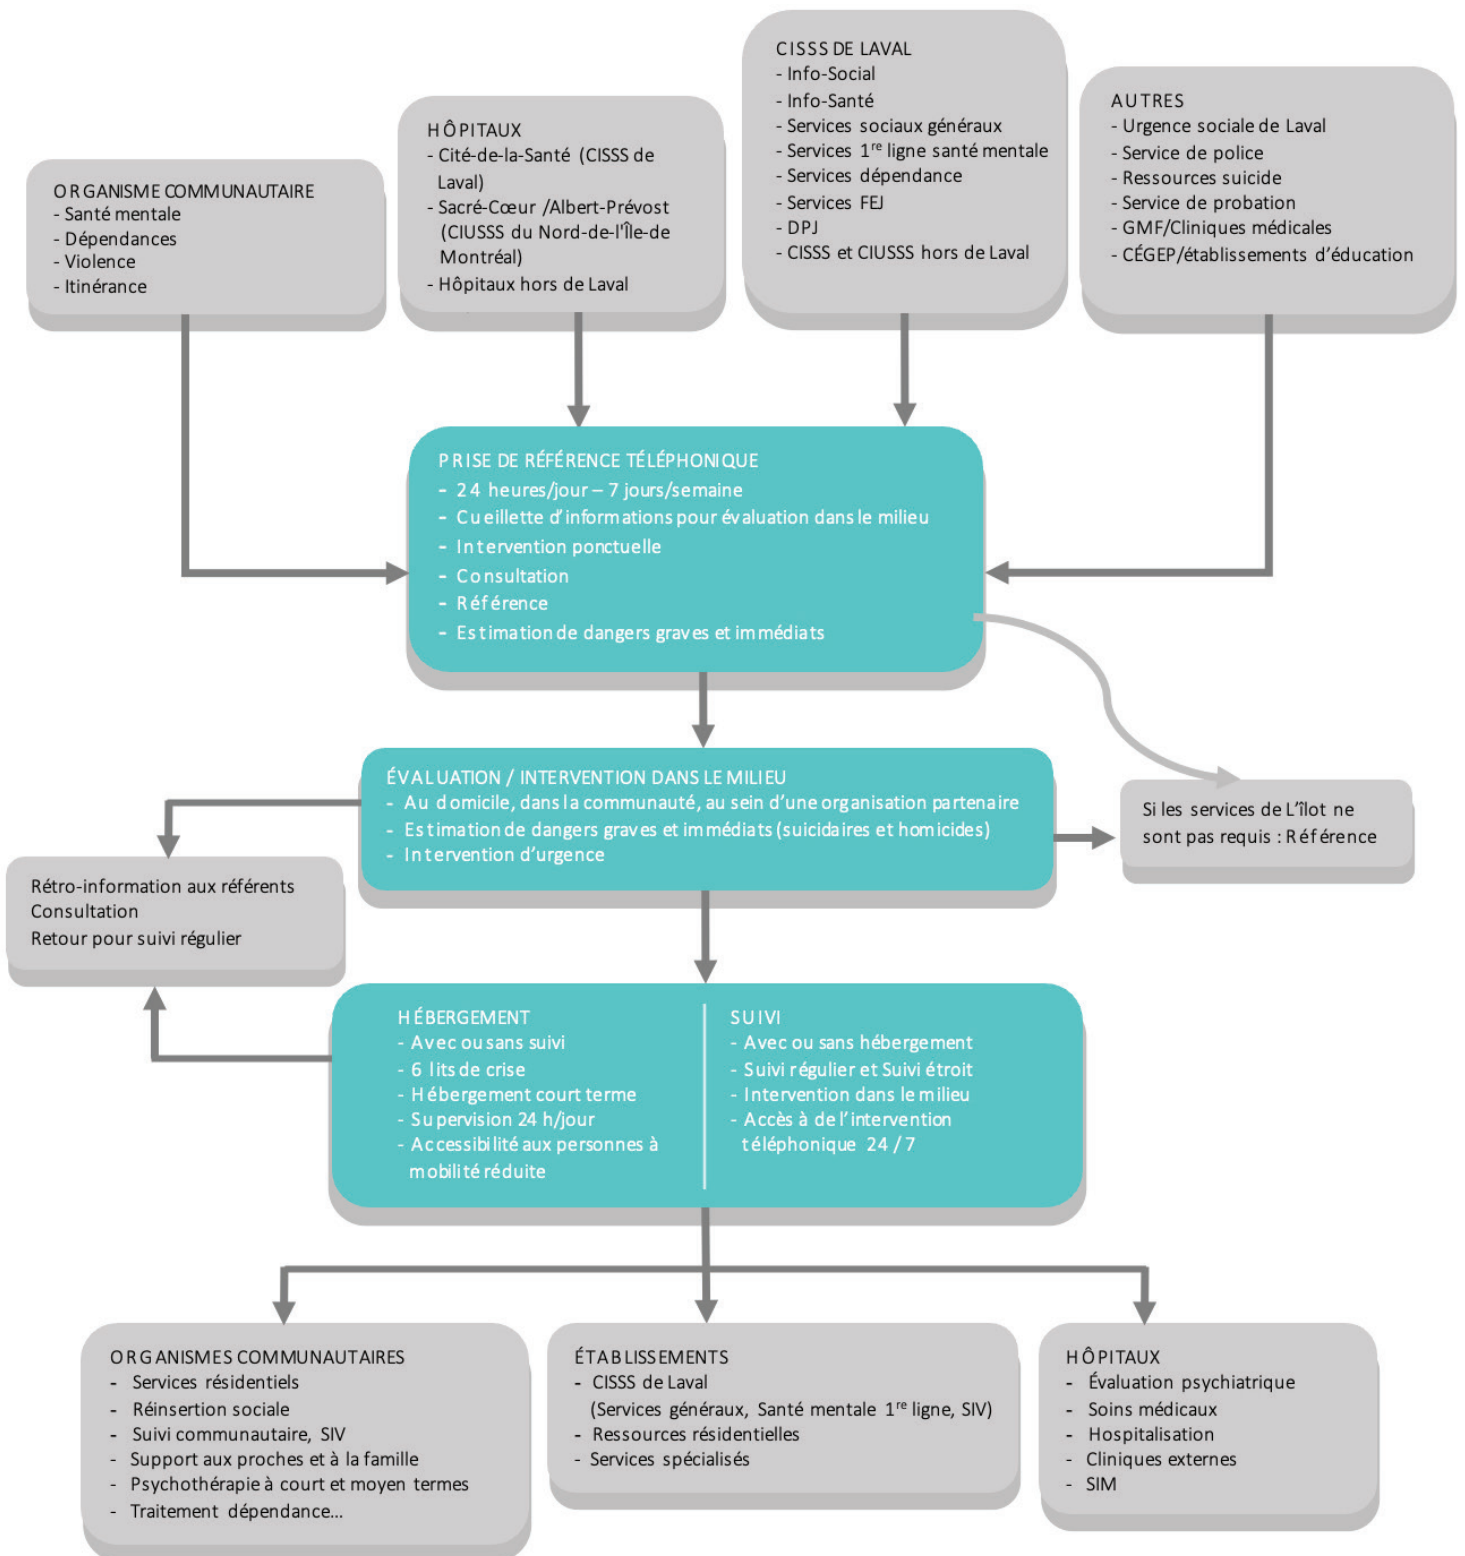 ORGANISME COMMUNAUTAIRE
- Santé mentale
- Dépendances
- Violence
- Itinérance
HÔPITAUX
- Cité-de-la-Santé (CISSS de
Laval)
- Sacré-Cœur /Albert-Prévost
(CIUSSS du Nord-de-l'Île-de
Montréal)
- Hôpitaux hors de Laval
CISSS DE LAVAL
- Info-Social
- Info-Santé
- Services sociaux généraux
- Services 1re ligne santé mentale
- Services dépendance
- Services FEJ
- DPJ
- CISSS et CIUSSS hors de Laval
AUTRES
- Urgence sociale de Laval
- Service de police
- Ressources suicide
- Service de probation
- GMF/Cliniques médicales
- CÉGEP/établissements d'éducation
PRISE DE RÉFÉRENCE TÉLÉPHONIQUE
- 24 heures/jour – 7 jours/semaine
- Cueillette d'informations pour évaluation dans le milieu
- Intervention ponctuelle
- Consultation
- Référence
- Estimation de dangers graves et immédiats
ÉVALUATION / INTERVENTION DANS LE MILIEU
- Au domicile, dans la communauté, au sein d'une organisation partenaire
- Estimation de dangers graves et immédiats (suicidaires et homicides)
- Intervention d'urgence
Si les services de L'îlot ne
sont pas requis : Référence
Rétro-information aux référents
Consultation
Retour pour suivi régulier
HÉBERGEMENT
- Avec ou sans suivi
- 6 lits de crise
- Hébergement court terme
- Supervision 24 h/jour
- Accessibilité aux personnes à
mobilité réduite
SUIVI
- Avec ou sans hébergement
- Suivi régulier et Suivi étroit
- Intervention dans le milieu
- Accès à de l'intervention
téléphonique 24 / 7
ORGANISMES COMMUNAUTAIRES
- Services résidentiels
- Réinsertion sociale
- Suivi communautaire, SIV
- Support aux proches et à la famille
- Psychothérapie à court et moyen termes
- Traitement dépendance...
ÉTABLISSEMENTS
- CISSS de Laval
(Services généraux, Santé mentale 1re ligne, SIV)
- Ressources résidentielles
- Services spécialisés
HÔPITAUX
- Évaluation psychiatrique
- Soins médicaux
- Hospitalisation
- Cliniques externes
- SIM